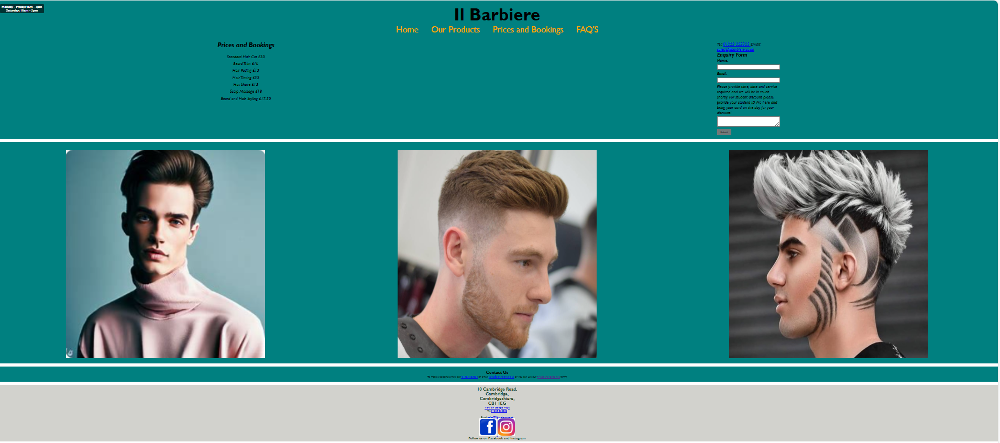 Monday - Friday: 9am - 7pm
Saturday: 10am - 5pm
Il Barbiere
Home Our Products Prices and Bookings FAQ'S
Prices and Bookings
Standard Hair Cut £20
Beard Trim £10
Hair Fading £15
Hair Tinting £33
Hot Shave £15
Scalp Massage £18
Beard and Hair Styling £17.50
Tel: 01223 222222 Email:
sales@ilbarbiere.co.uk
Enquiry Form
Name:
Email:
Please provide time, date and service
required and we will be in touch
shortly. For student discount please
provide your student ID No here and
bring your card on the day for your
discount!
Submit
Contact Us
To make a booking simply call 01223 222222 or email sales@ilbarbiere.co.uk or you can use our Prices and Bookings form!
10 Cambridge Road,
Cambridge,
Cambridgeshiere,
CB1 1EG
View on Google Maps
Tel 01223 222222
Email sales@ilbarbiere.co.uk
Follow us on Facebook and Instagram